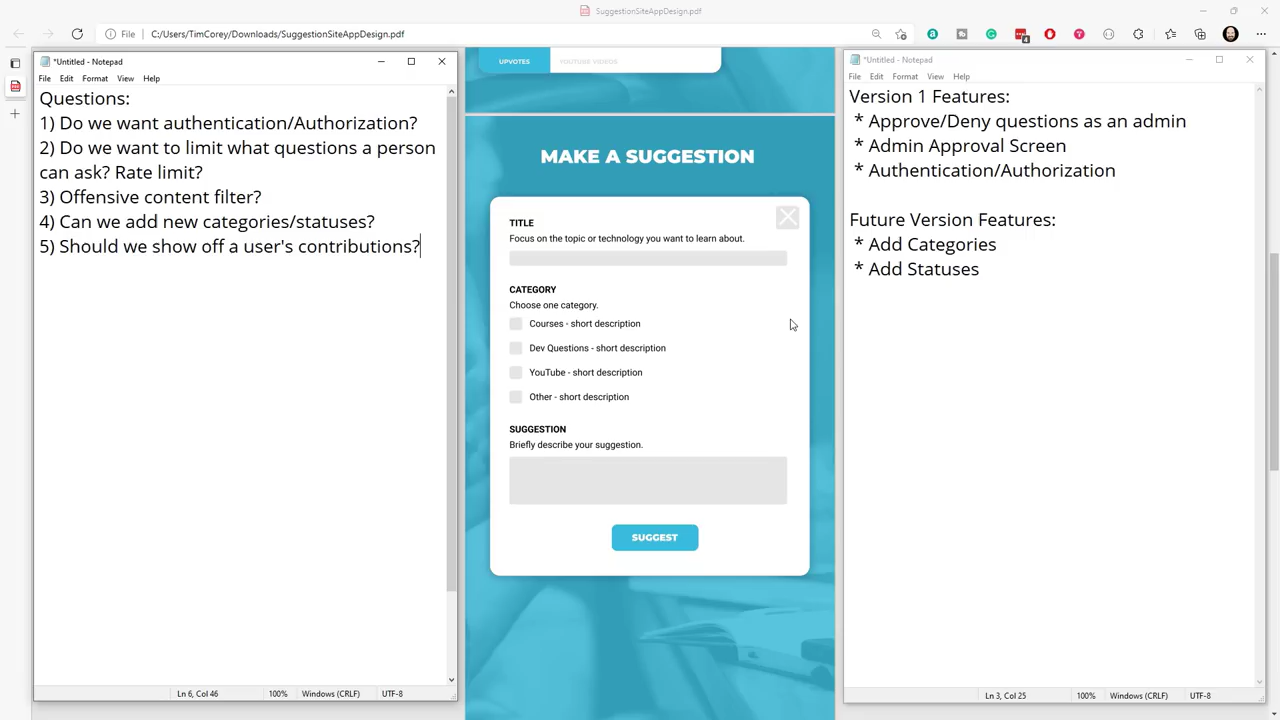 SuggestionSiteAppDesign.pdf
File
C:/Users/TimCorey/Downloads/SuggestionSiteAppDesign.pdf
4
*Untitled - Notepad
File Edit Format View Help
Questions:
1) Do we want authentication/Authorization?
2) Do we want to limit what questions a person
can ask? Rate limit?
3) Offensive content filter?
4) Can we add new categories/statuses?
5) Should we show off a user's contributions?
Ln 6, Col 46 100% Windows (CRLF) UTF-8
UPVOTES YOUTUBE VIDEOS
MAKE A SUGGESTION
TITLE
Focus on the topic or technology you want to learn about.
CATEGORY
Choose one category.
Courses - short description
Dev Questions - short description
YouTube - short description
Other - short description
SUGGESTION
Briefly describe your suggestion.
SUGGEST
*Untitled - Notepad
File Edit Format View Help
Version 1 Features:
* Approve/Deny questions as an admin
* Admin Approval Screen
* Authentication/Authorization
Future Version Features:
* Add Categories
* Add Statuses
Ln 3, Col 25 100% Windows (CRLF) UTF-8